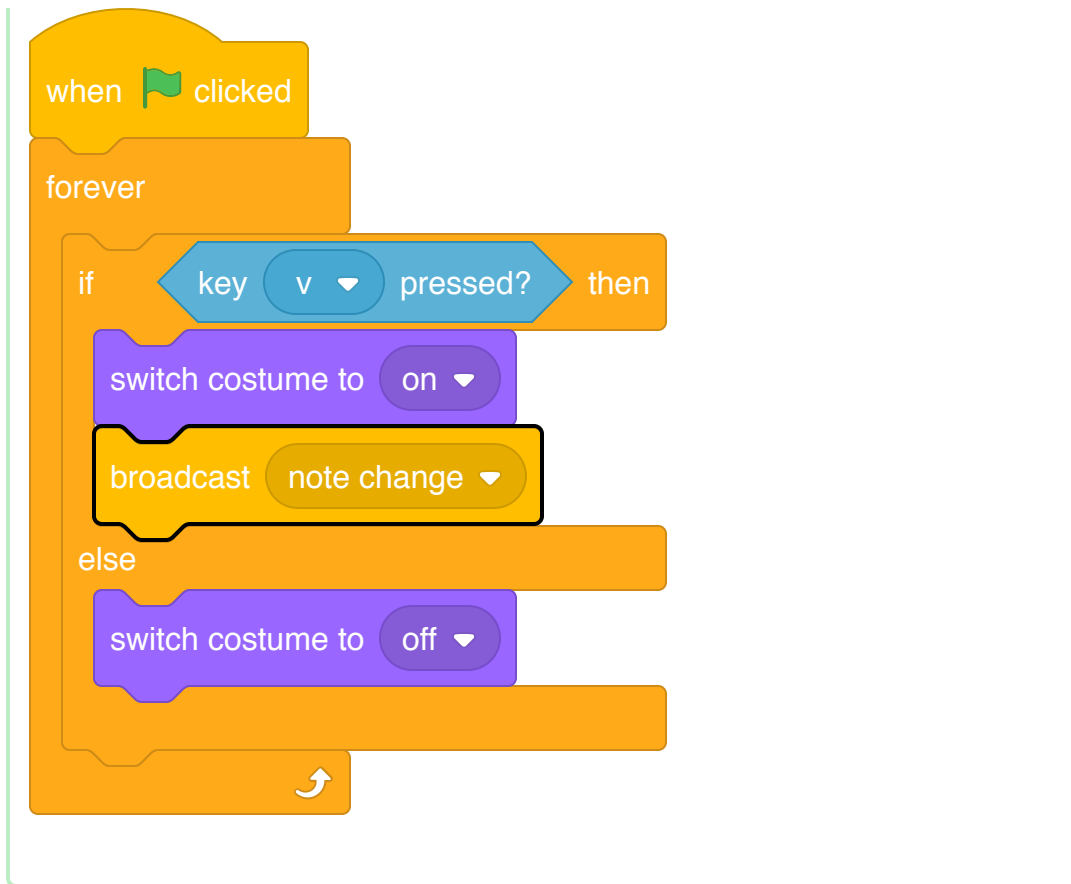 when clicked
forever
if key v pressed? then
switch costume to on
broadcast note change
else
switch costume to off